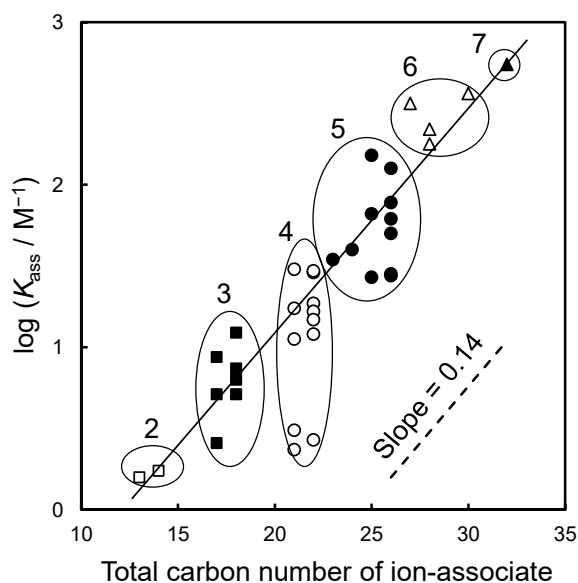 3
2
1
0
log (Kass / M−1)
7
6
5
4
3
2
Slope = 0.14
10 15 20 25 30 35
Total carbon number of ion-associate